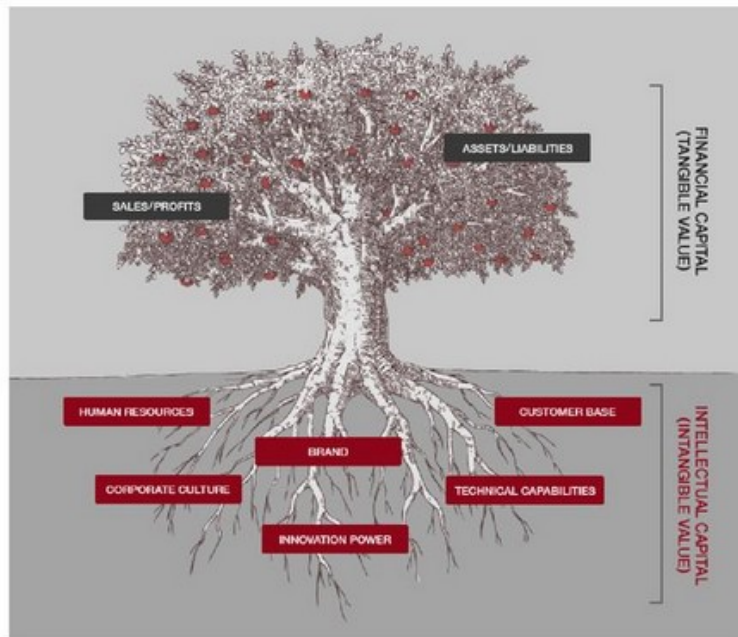 ASSETS/LIABILITIES
SALES/PROFITS
FINANCIAL CAPITAL
(TANGIBLE VALUE)
HUMAN RESOURCES
CUSTOMER BASE
BRAND
CORPORATE CULTURE
TECHNICAL CAPABILITIES
INNOVATION POWER
INTELLECTUAL CAPITAL
(INTANGIBLE VALUE)